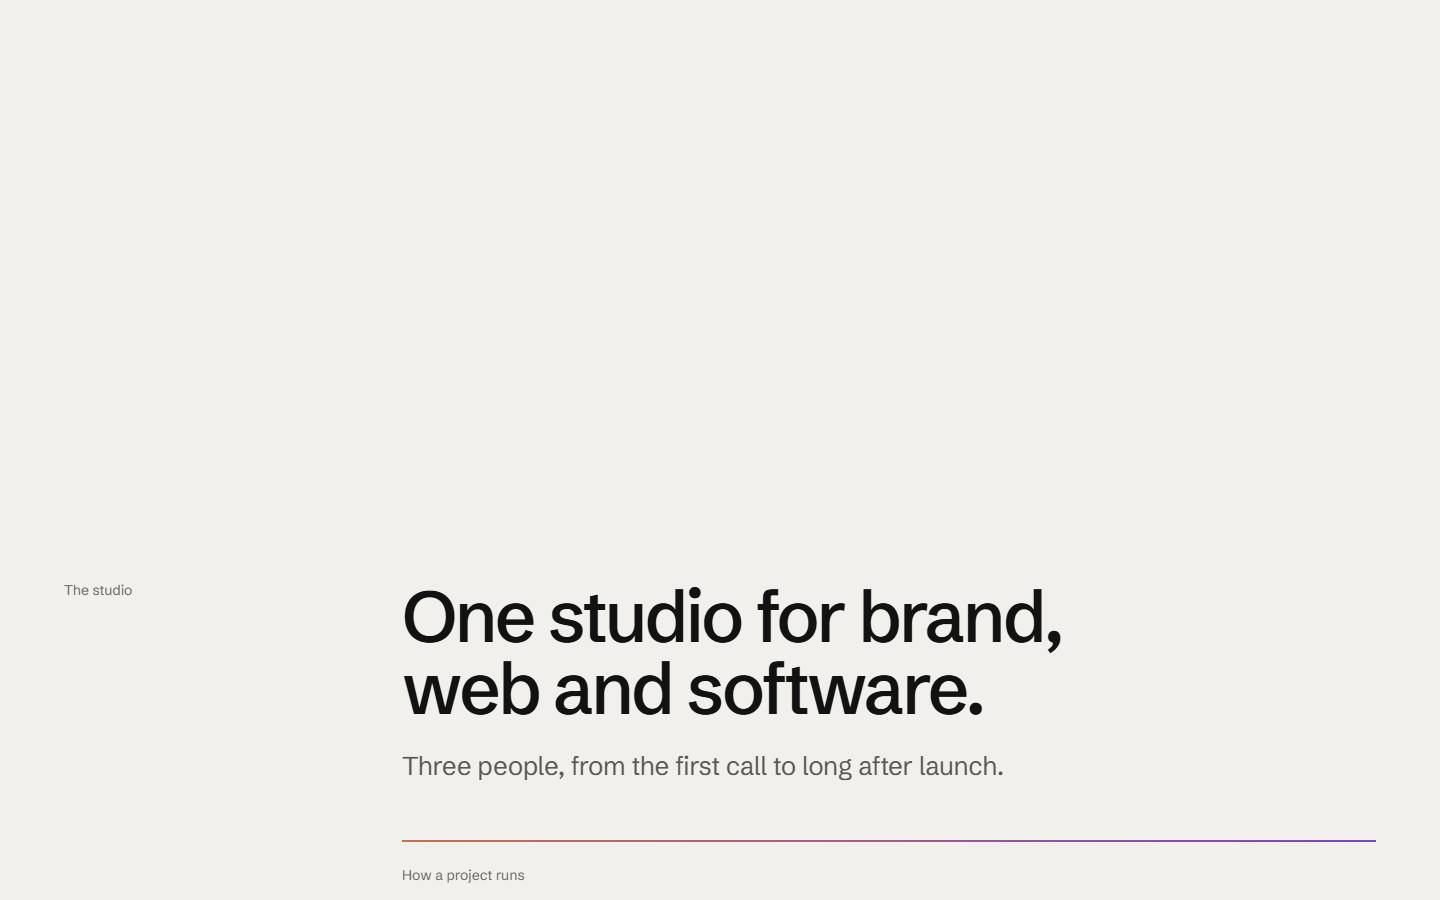 The studio
One studio for brand,
web and software.
Three people, from the first call to long after launch.
How a project runs